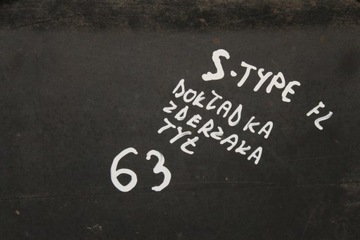 S-TYPE FL
DOKŁADKA
ZDERZAKA
TYŁ
63